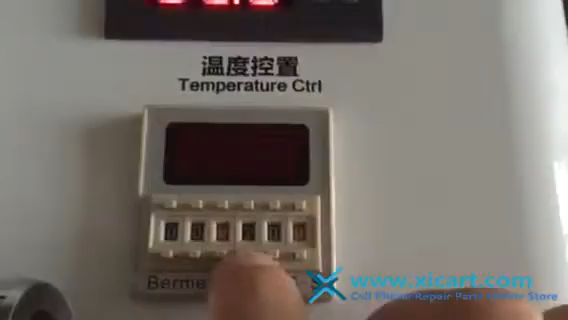 温度控置
Temperature Ctrl
Berme
www.xicart.com
Cell Phone Repair Parts Online Store